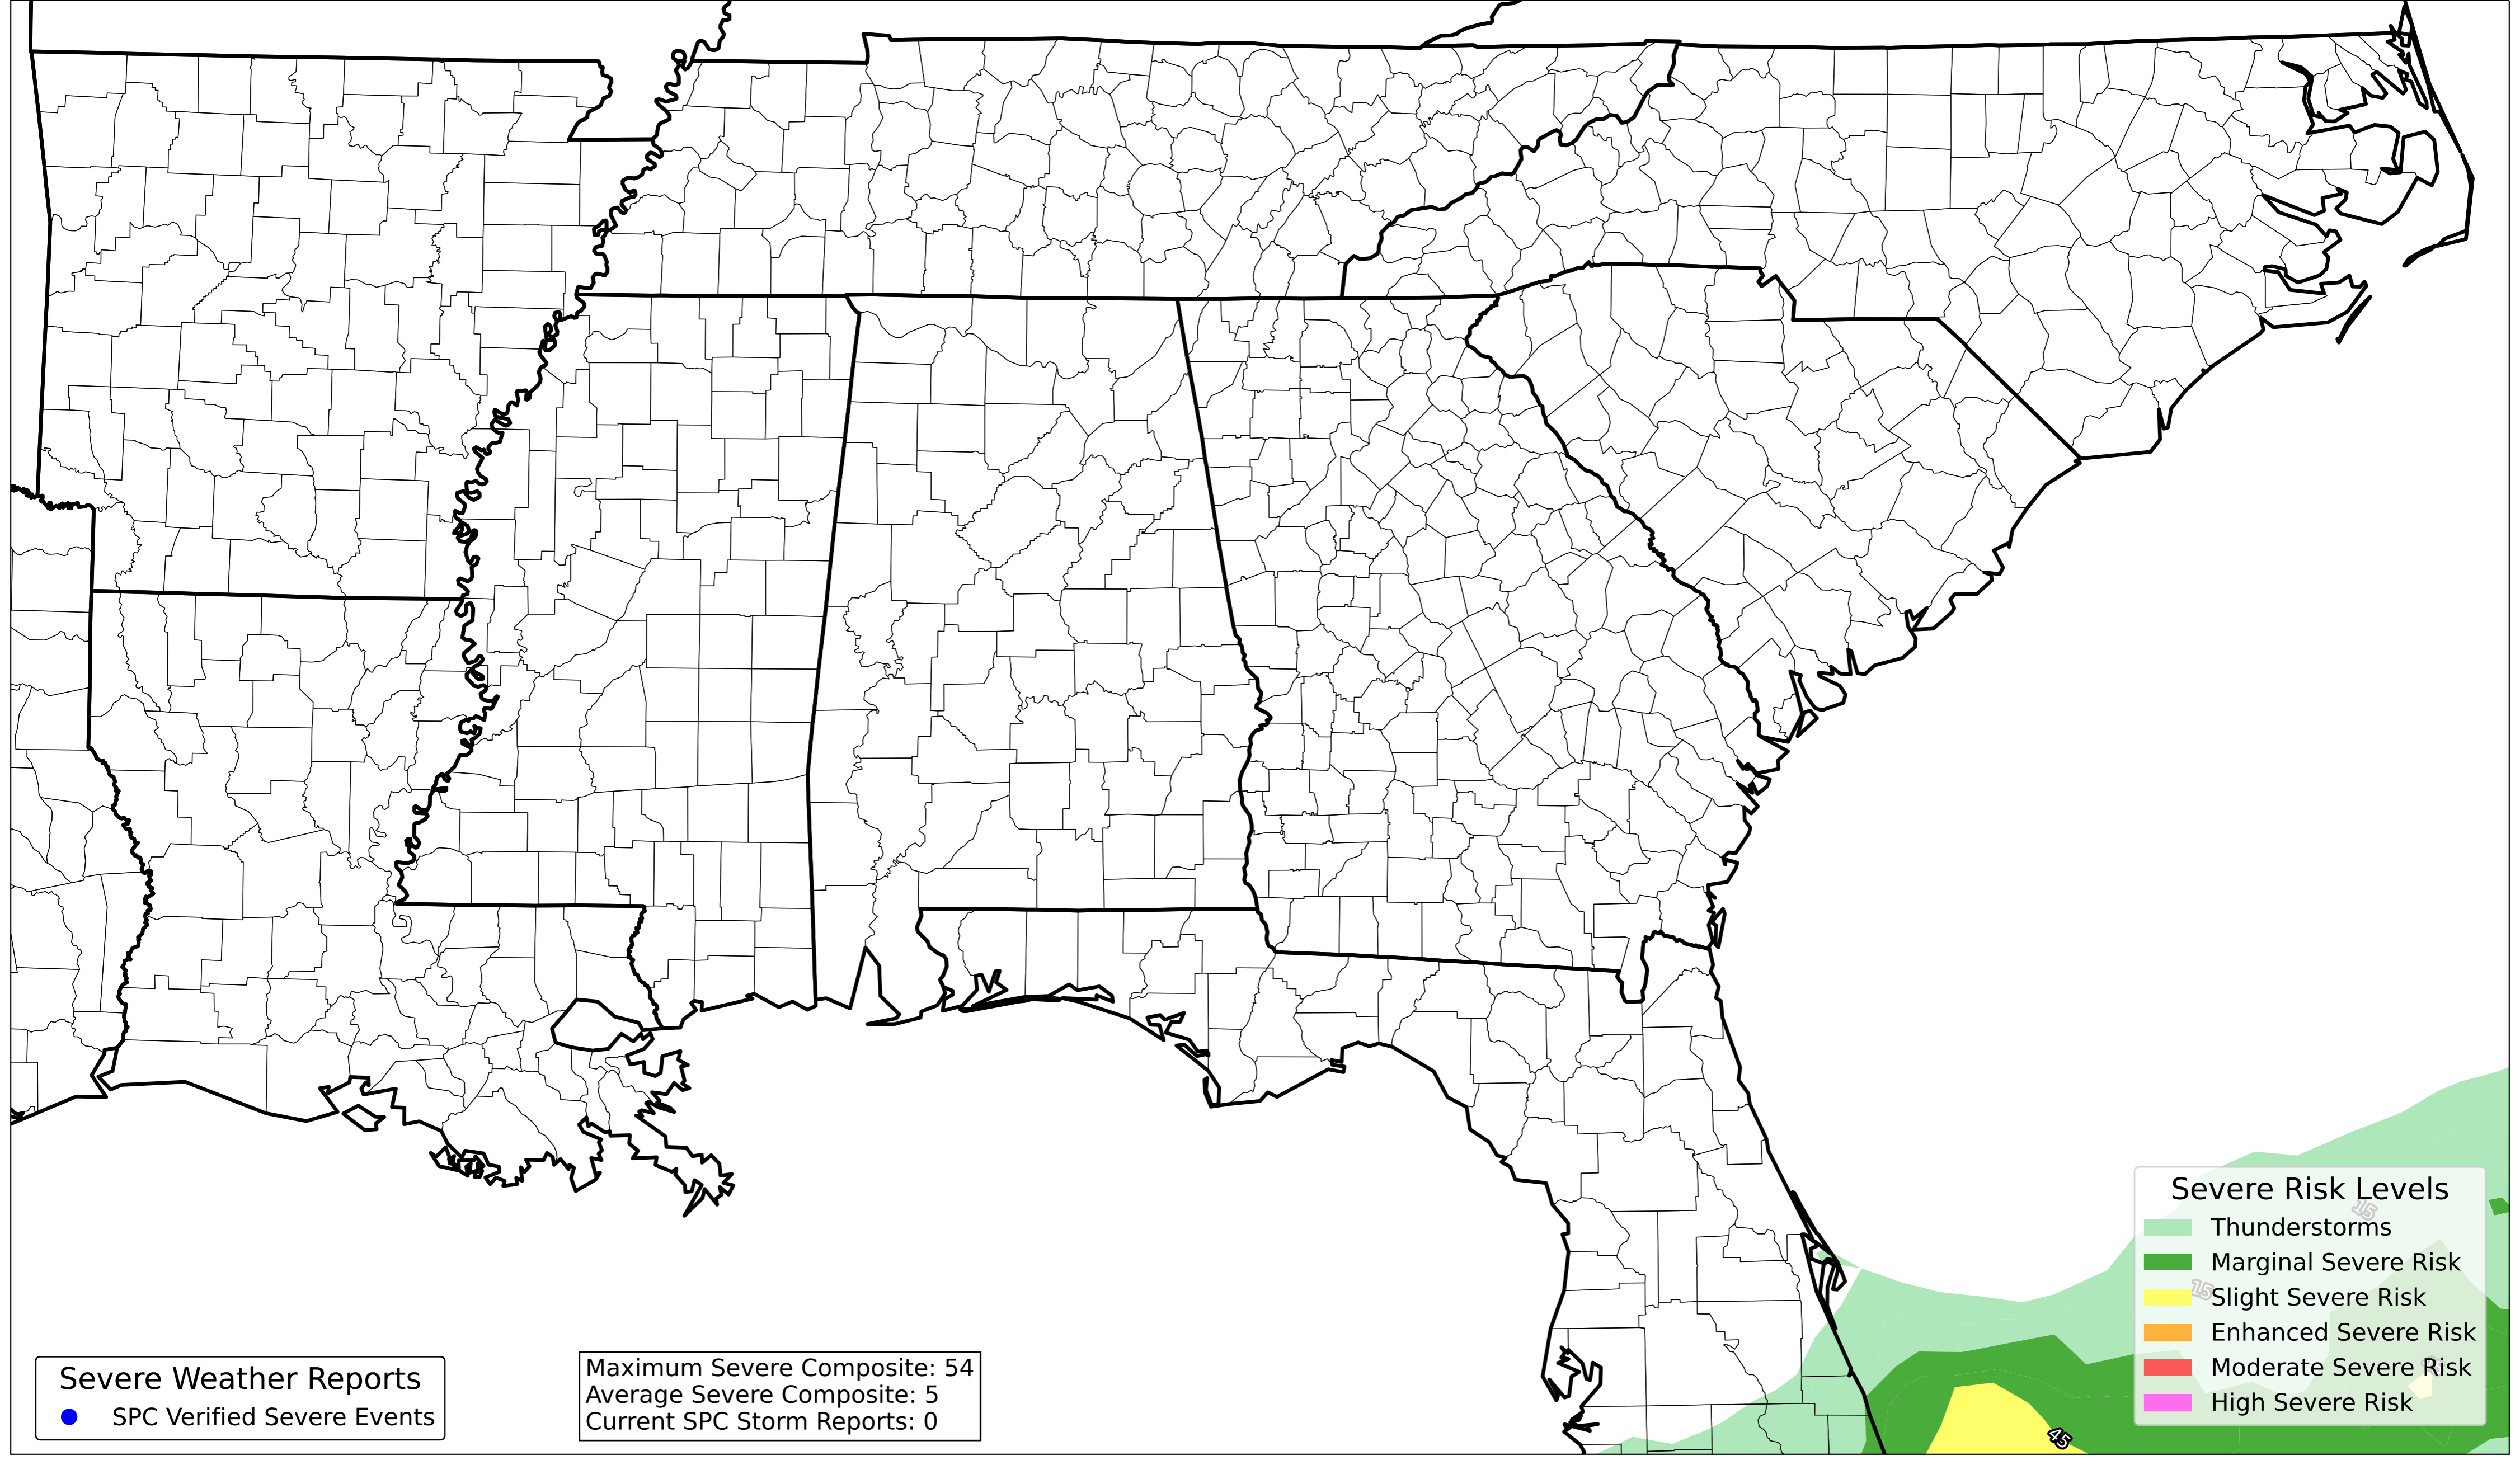 15
Severe Risk Levels
Thunderstorms
Marginal Severe Risk
15
Slight Severe Risk
Enhanced Severe Risk
Moderate Severe Risk
High Severe Risk
45
Severe Weather Reports
SPC Verified Severe Events
Maximum Severe Composite: 54
Average Severe Composite: 5
Current SPC Storm Reports: 0